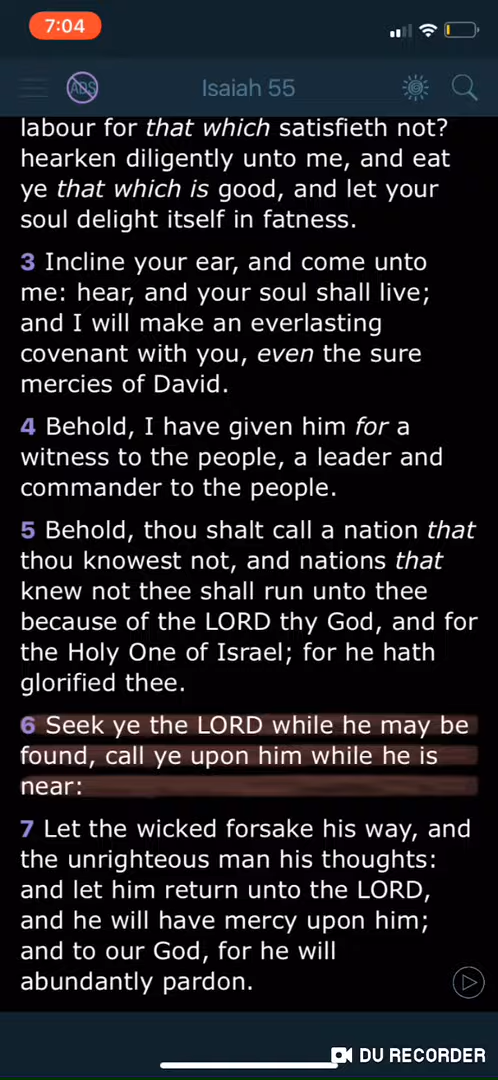 7:04
ADS
Isaiah 55
labour for that which satisfieth not?
hearken diligently unto me, and eat
ye that which is good, and let your
soul delight itself in fatness.
3 Incline your ear, and come unto
me: hear, and your soul shall live;
and I will make an everlasting
covenant with you, even the sure
mercies of David.
4 Behold, I have given him for a
witness to the people, a leader and
commander to the people.
5 Behold, thou shalt call a nation that
thou knowest not, and nations that
knew not thee shall run unto thee
because of the LORD thy God, and for
the Holy One of Israel; for he hath
glorified thee.
6 Seek ye the LORD while he may be
found, call ye upon him while he is
near:
7 Let the wicked forsake his way, and
the unrighteous man his thoughts:
and let him return unto the LORD,
and he will have mercy upon him;
and to our God, for he will
abundantly pardon.
DU RECORDER